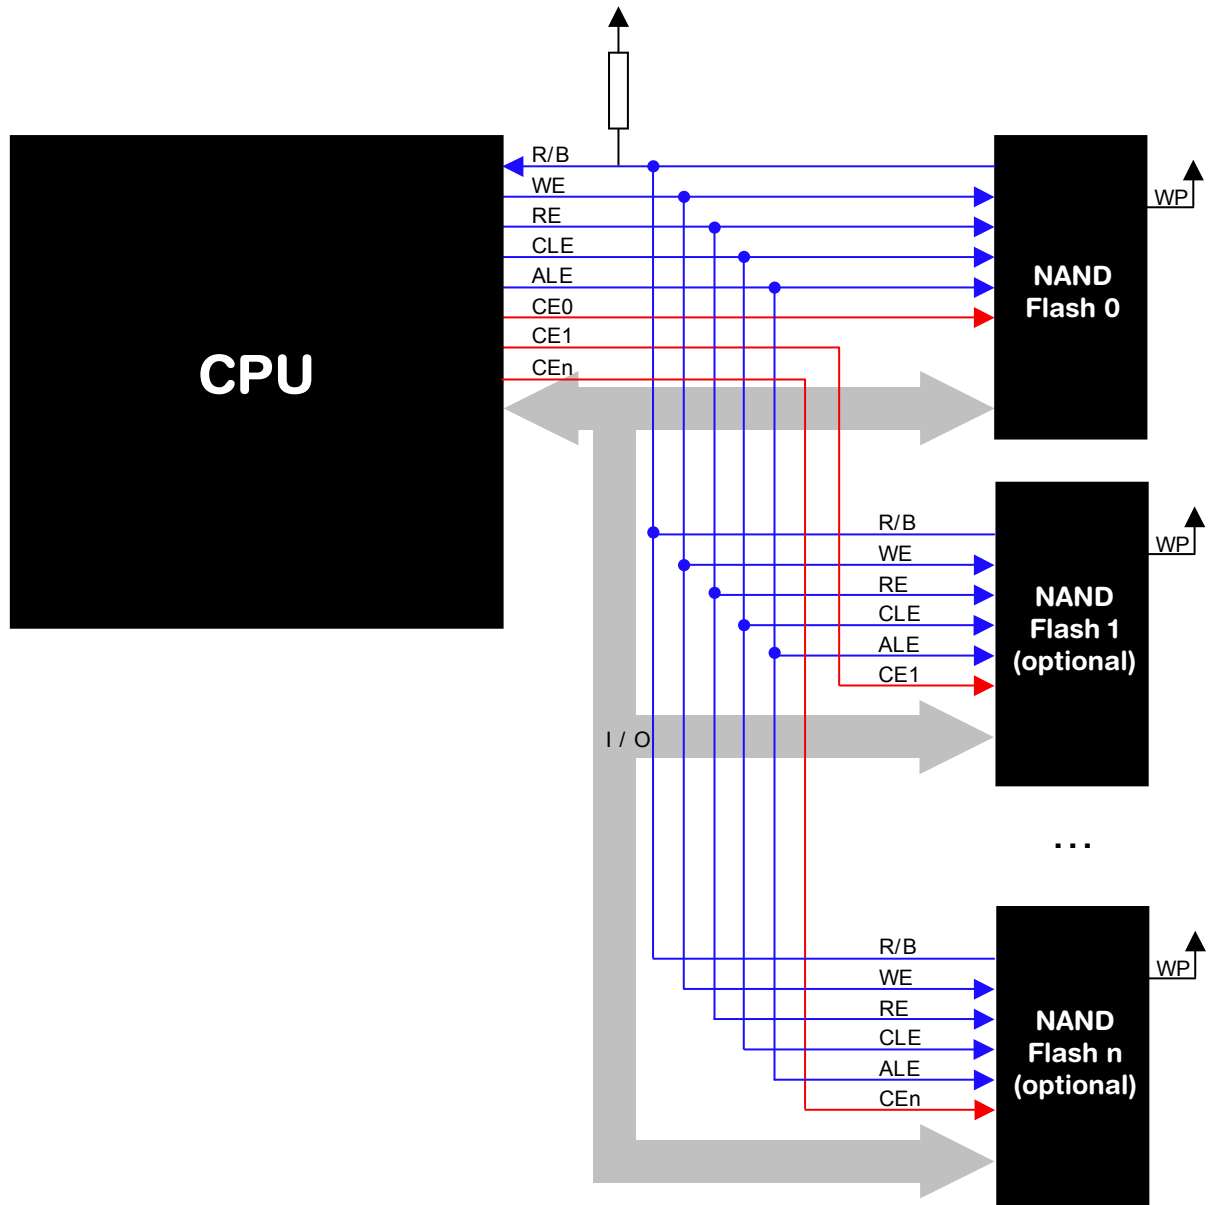 R/B
WE
RE
CLE
ALE
CE0
CE1
CEn
CPU
NAND
Flash 0
WP
R/B
WE
RE
CLE
ALE
CE1
NAND
Flash 1
(optional)
WP
I / O
...
R/B
WE
RE
CLE
ALE
CEn
NAND
Flash n
(optional)
WP